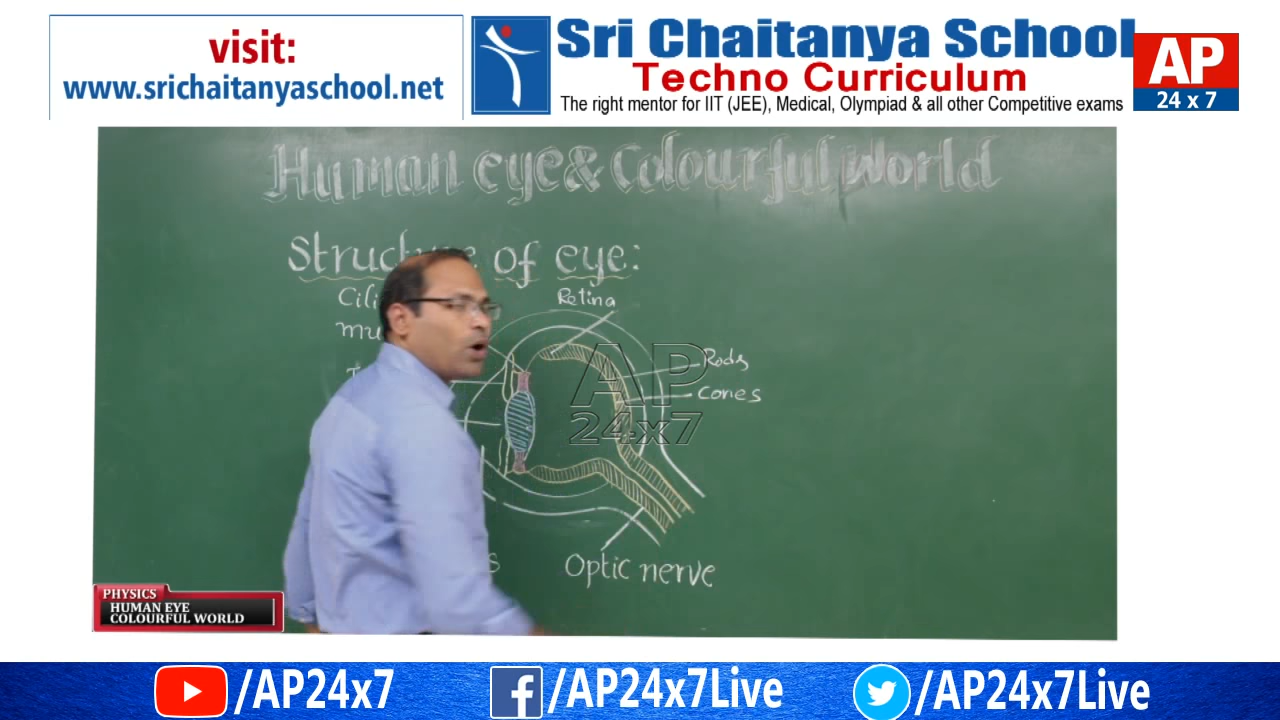 visit:
www.srichaitanyaschool.net
Sri Chaitanya School
Techno Curriculum
The right mentor for IIT (JEE), Medical, Olympiad & all other Competitive exams
AP
24 x 7
Human eye & Colourful World
of eye:
Retina
Rods
Cones
AP
24x7
Optic nerve
PHYSICS
HUMAN EYE
COLOURFUL WORLD
/AP24x7
/AP24x7Live
/AP24x7Live